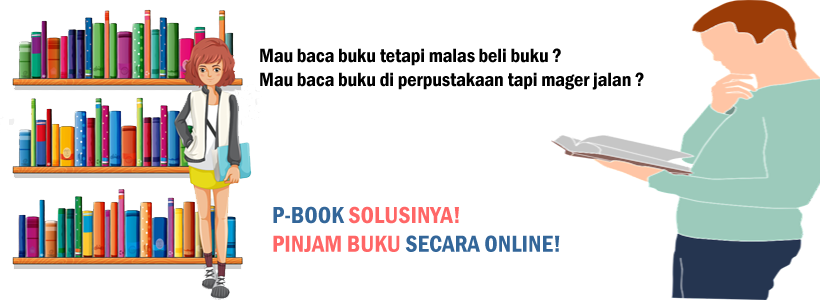 Mau baca buku tetapi malas beli buku ?
Mau baca buku di perpustakaan tapi mager jalan ?
P-BOOK SOLUSINYA!
PINJAM BUKU SECARA ONLINE!